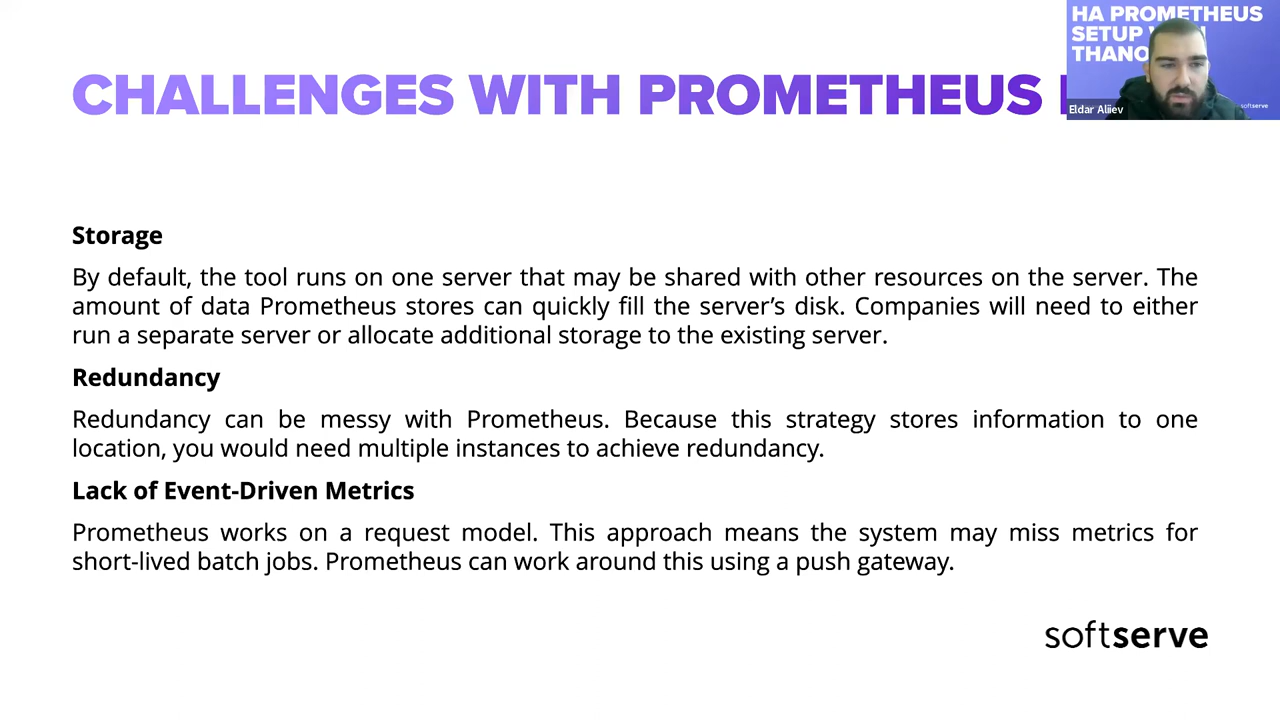 HA PROMETHEUS
SETUP
THANO
Eldar Aliiev
softserve
CHALLENGES WITH PROMETHEUS
Storage
By default, the tool runs on one server that may be shared with other resources on the server. The
amount of data Prometheus stores can quickly fill the server’s disk. Companies will need to either
run a separate server or allocate additional storage to the existing server.
Redundancy
Redundancy can be messy with Prometheus. Because this strategy stores information to one
location, you would need multiple instances to achieve redundancy.
Lack of Event-Driven Metrics
Prometheus works on a request model. This approach means the system may miss metrics for
short-lived batch jobs. Prometheus can work around this using a push gateway.
softserve